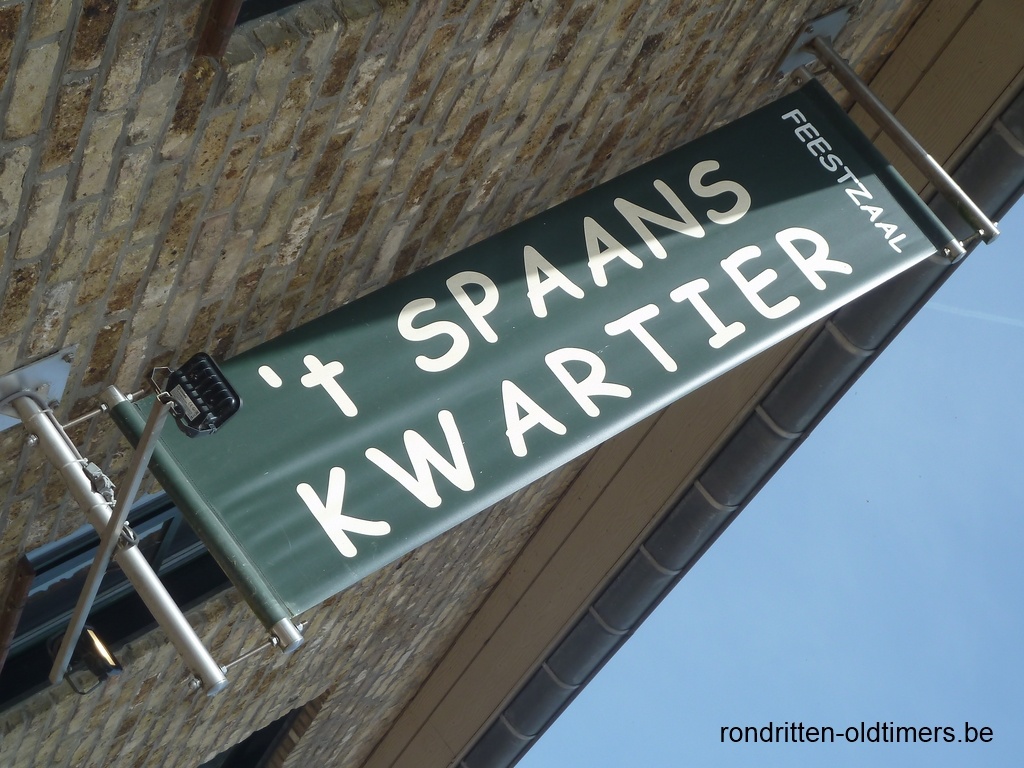 FEESTZAAL
't SPAANS
KWARTIER
rondritten-oldtimers.be